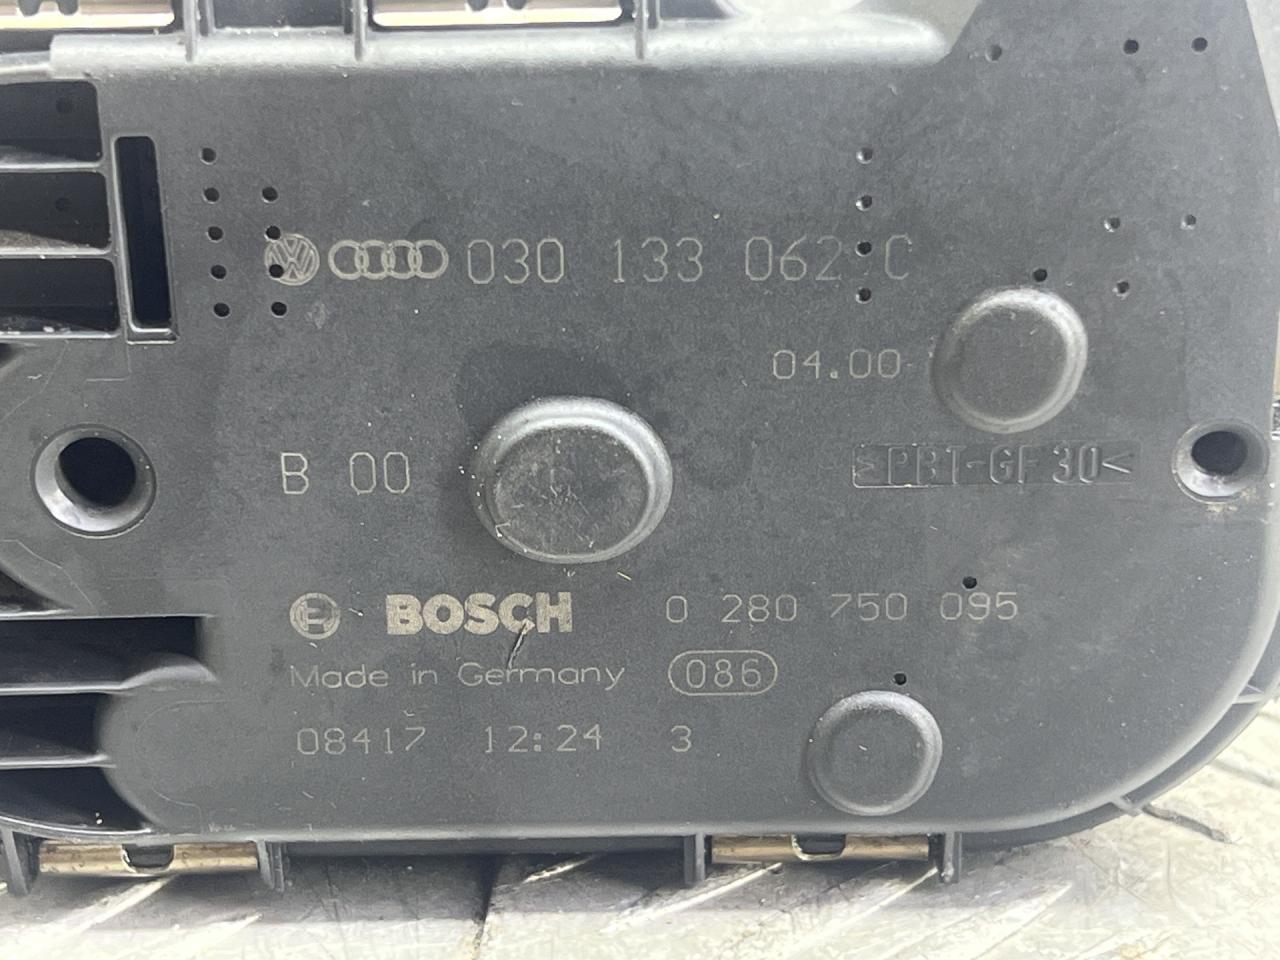 030 133 062 C
04.00
B 00
>PBT-GF30<
BOSCH 0 280 750 095
Made in Germany 086
08417 12:24 3